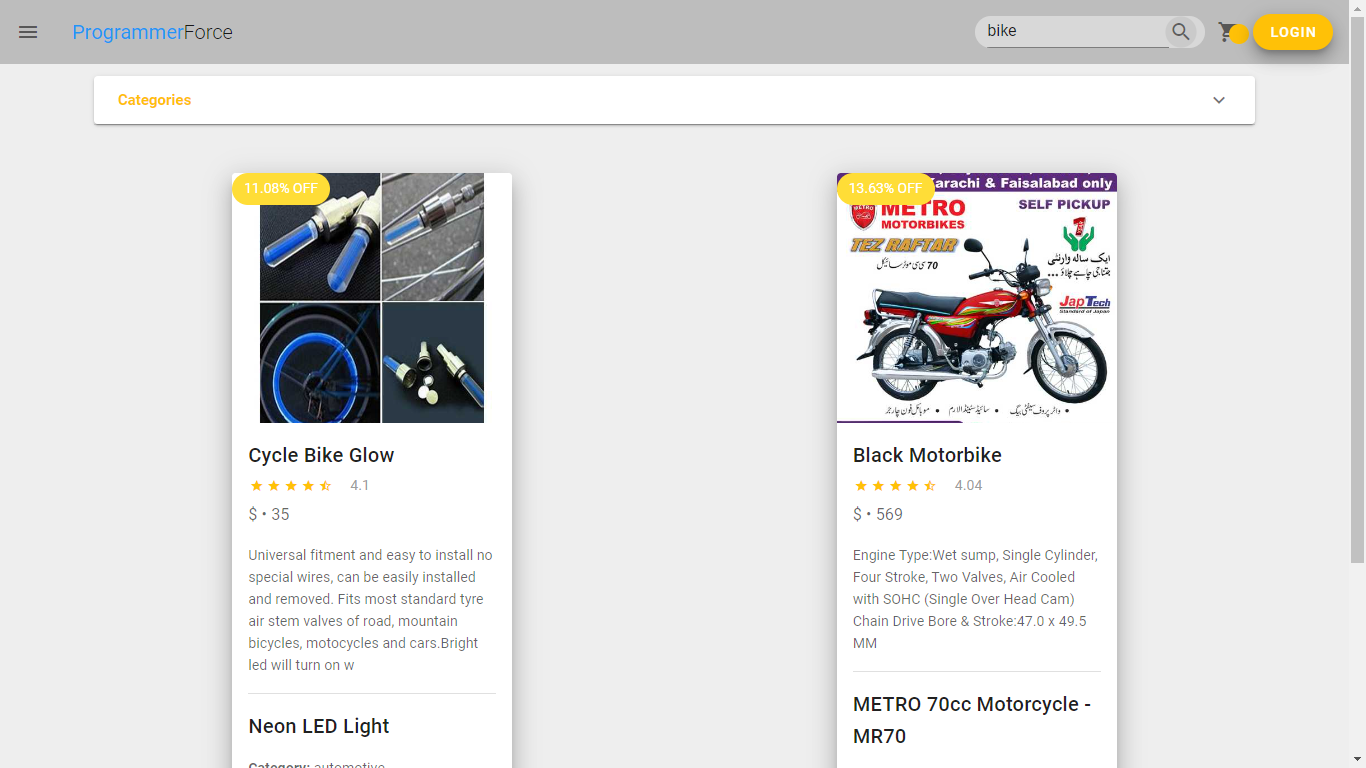 ProgrammerForce
bike
LOGIN
Categories
11.08% OFF
Cycle Bike Glow
4.1
$ • 35
Universal fitment and easy to install no
special wires, can be easily installed
and removed. Fits most standard tyre
air stem valves of road, mountain
bicycles, motocycles and cars.Bright
led will turn on w
Neon LED Light
Category: automotive
13.63% OFF
Karachi & Faisalabad only
METRO
MOTORBIKES
SELF PICKUP
TEZ RAFTAR
70 سی سی موٹر سائیکل
1
ایک سالہ وارنٹی
جتنا جی چاہے چلاؤ ...
JapTech
Standard of Japan
• واٹر پروف سیفٹی بیگ • سائیڈ سٹینڈ الارم • موبائل فون چارجر
Black Motorbike
4.04
$ • 569
Engine Type:Wet sump, Single Cylinder,
Four Stroke, Two Valves, Air Cooled
with SOHC (Single Over Head Cam)
Chain Drive Bore & Stroke:47.0 x 49.5
MM
METRO 70cc Motorcycle -
MR70